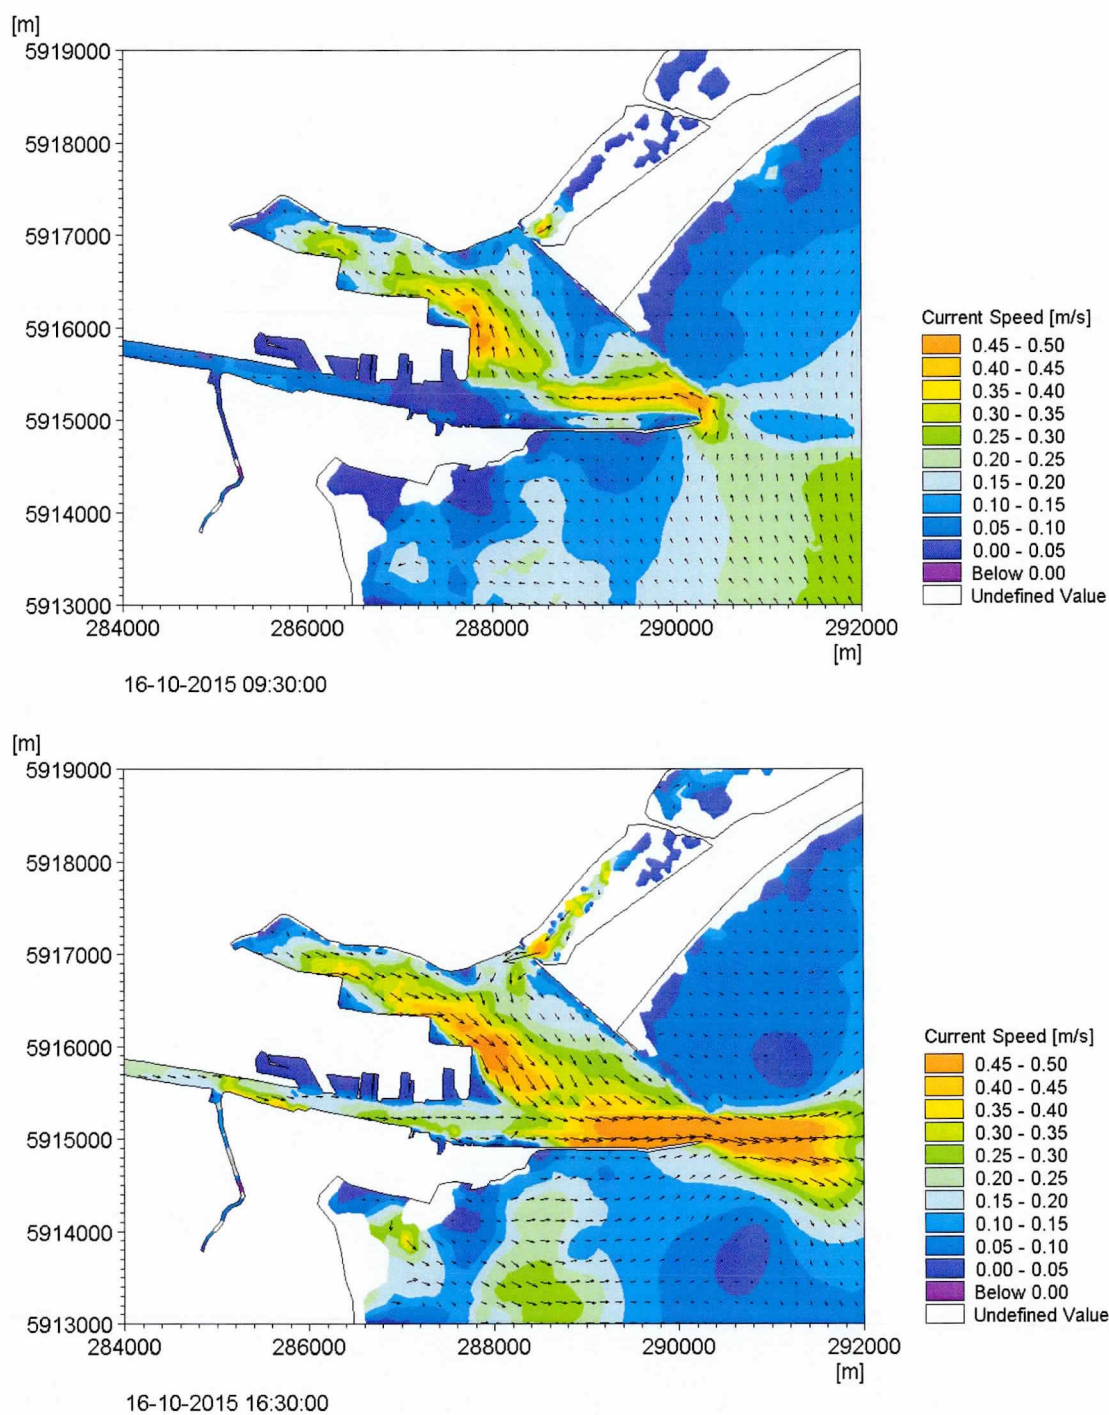 [m]
5919000
5918000
5917000
5916000
5915000
5914000
5913000
284000 286000 288000 290000 292000
[m]
16-10-2015 09:30:00
Current Speed [m/s]
0.45 - 0.50
0.40 - 0.45
0.35 - 0.40
0.30 - 0.35
0.25 - 0.30
0.20 - 0.25
0.15 - 0.20
0.10 - 0.15
0.05 - 0.10
0.00 - 0.05
Below 0.00
Undefined Value
[m]
5919000
5918000
5917000
5916000
5915000
5914000
5913000
284000 286000 288000 290000 292000
[m]
16-10-2015 16:30:00
Current Speed [m/s]
0.45 - 0.50
0.40 - 0.45
0.35 - 0.40
0.30 - 0.35
0.25 - 0.30
0.20 - 0.25
0.15 - 0.20
0.10 - 0.15
0.05 - 0.10
0.00 - 0.05
Below 0.00
Undefined Value